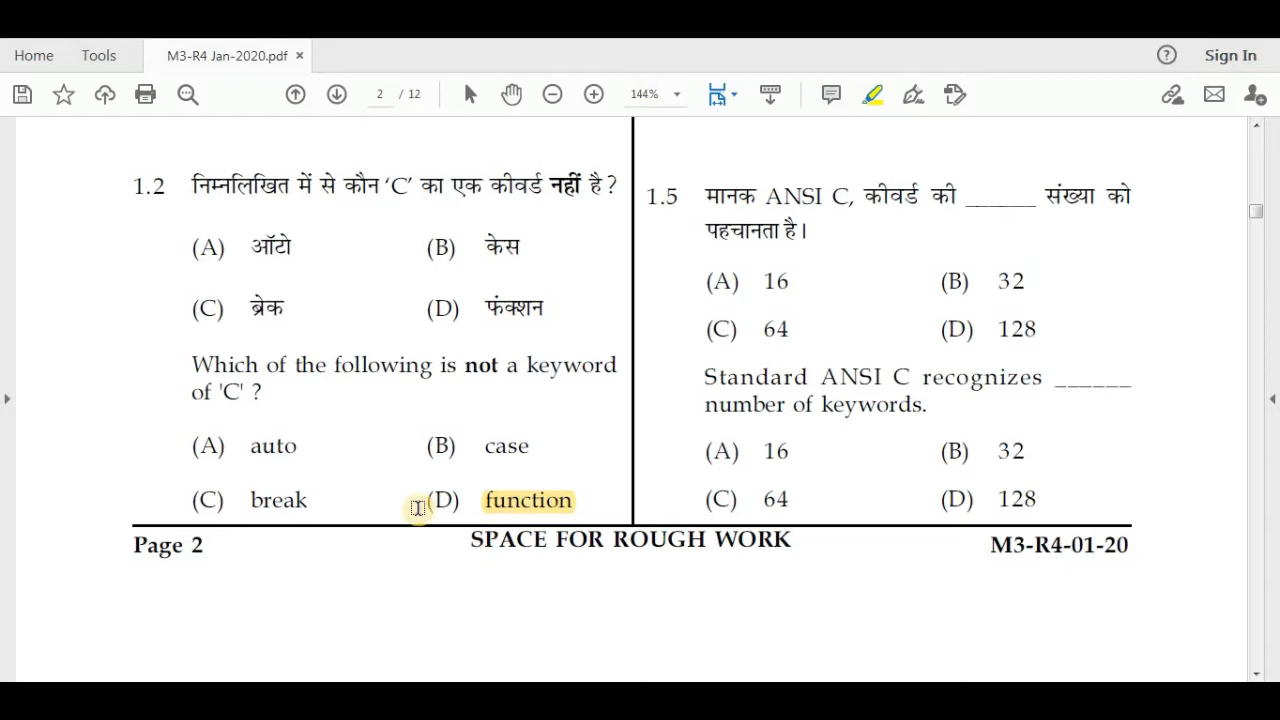 Home Tools M3-R4 Jan-2020.pdf × Sign In
2 / 12 144%
1.2 निम्नलिखित में से कौन ‘C’ का एक कीवर्ड नहीं है ?
(A) ऑटो (B) केस
(C) ब्रेक (D) फंक्शन
Which of the following is not a keyword
of 'C' ?
(A) auto (B) case
(C) break (D) function
1.5 मानक ANSI C, कीवर्ड की ______ संख्या को
पहचानता है।
(A) 16 (B) 32
(C) 64 (D) 128
Standard ANSI C recognizes ______
number of keywords.
(A) 16 (B) 32
(C) 64 (D) 128
Page 2 SPACE FOR ROUGH WORK M3-R4-01-20